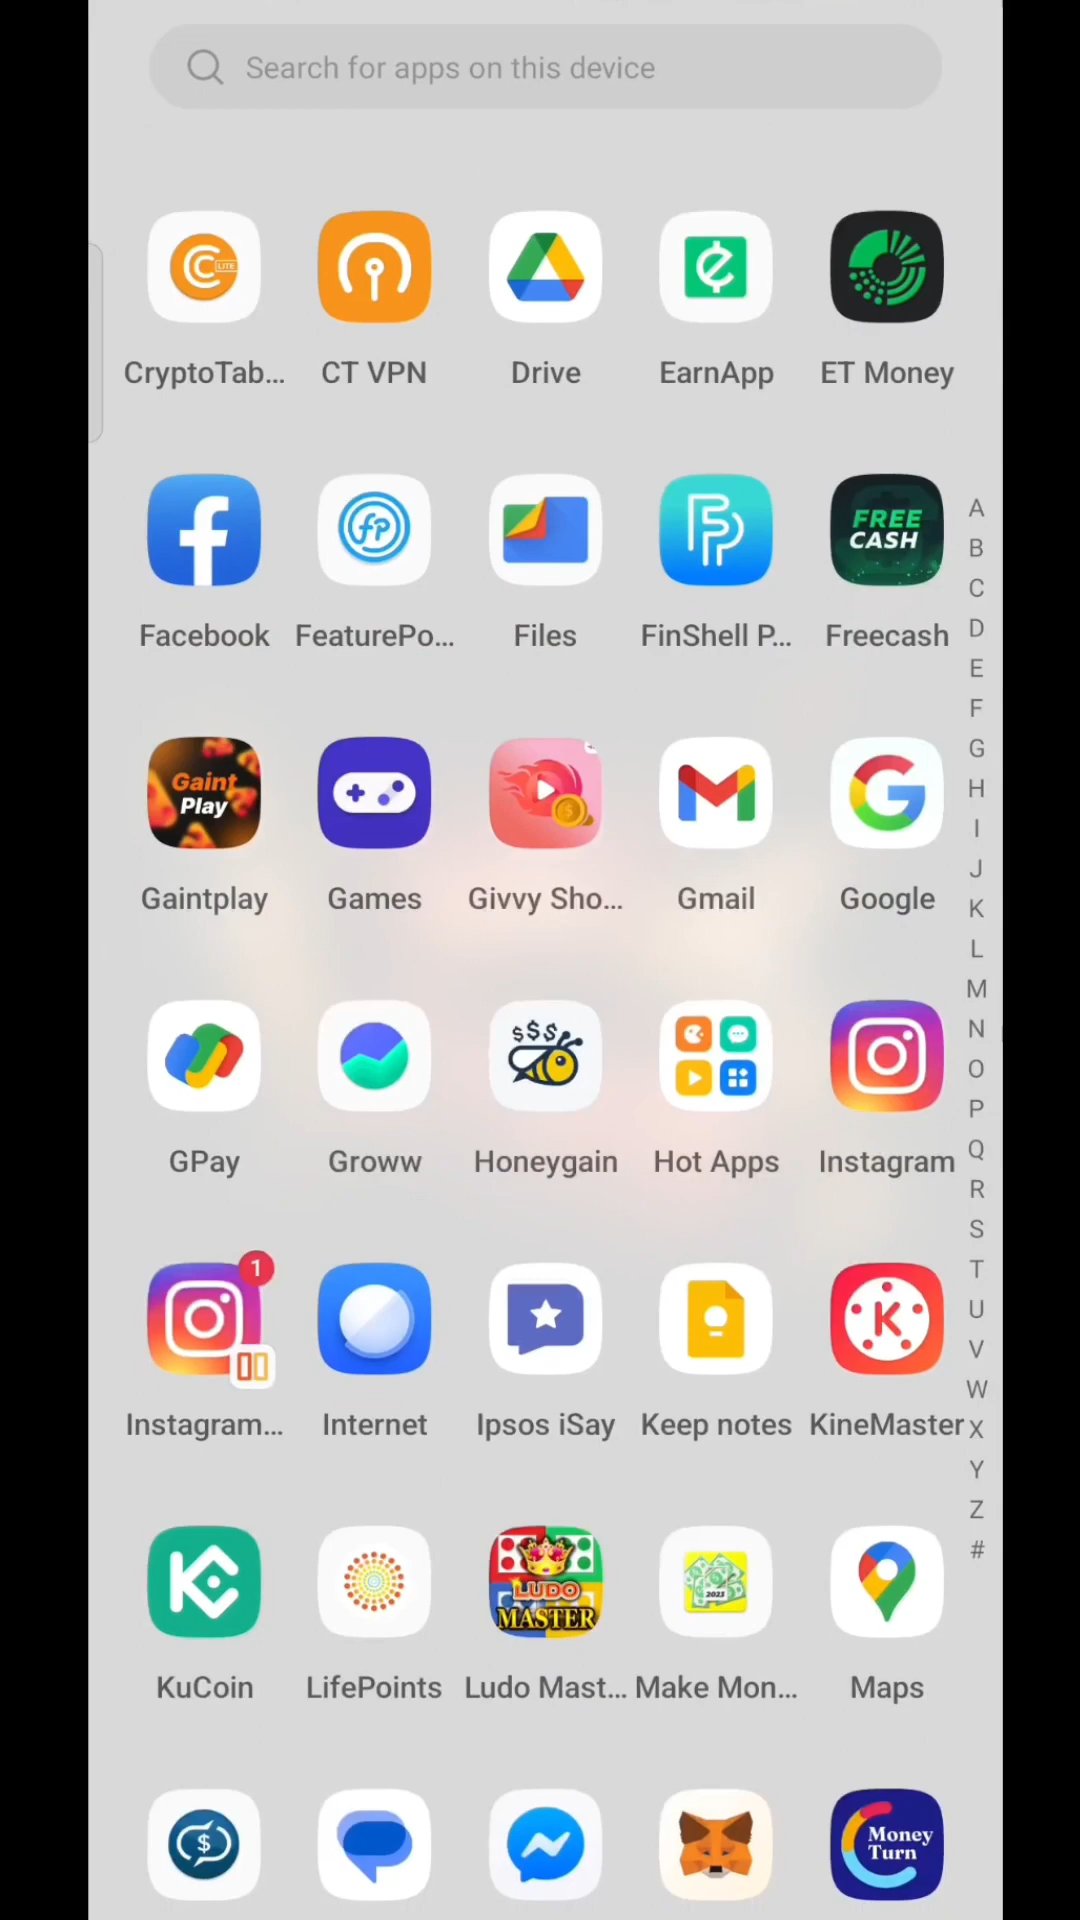 Search for apps on this device
LITE
CryptoTab...
CT VPN
Drive
EarnApp
ET Money
FREE
CASH
Facebook
FeaturePo...
Files
FinShell P...
Freecash
Gaint
Play
Gaintplay
Games
Givvy Sho...
Gmail
Google
$$$
GPay
Groww
Honeygain
Hot Apps
Instagram
1
K
Instagram...
Internet
Ipsos iSay
Keep notes
KineMaster
LUDO
MASTER
2023
KuCoin
LifePoints
Ludo Mast...
Make Mon...
Maps
$
Money
Turn
A
B
C
D
E
F
G
H
I
J
K
L
M
N
O
P
Q
R
S
T
U
V
W
X
Y
Z
#